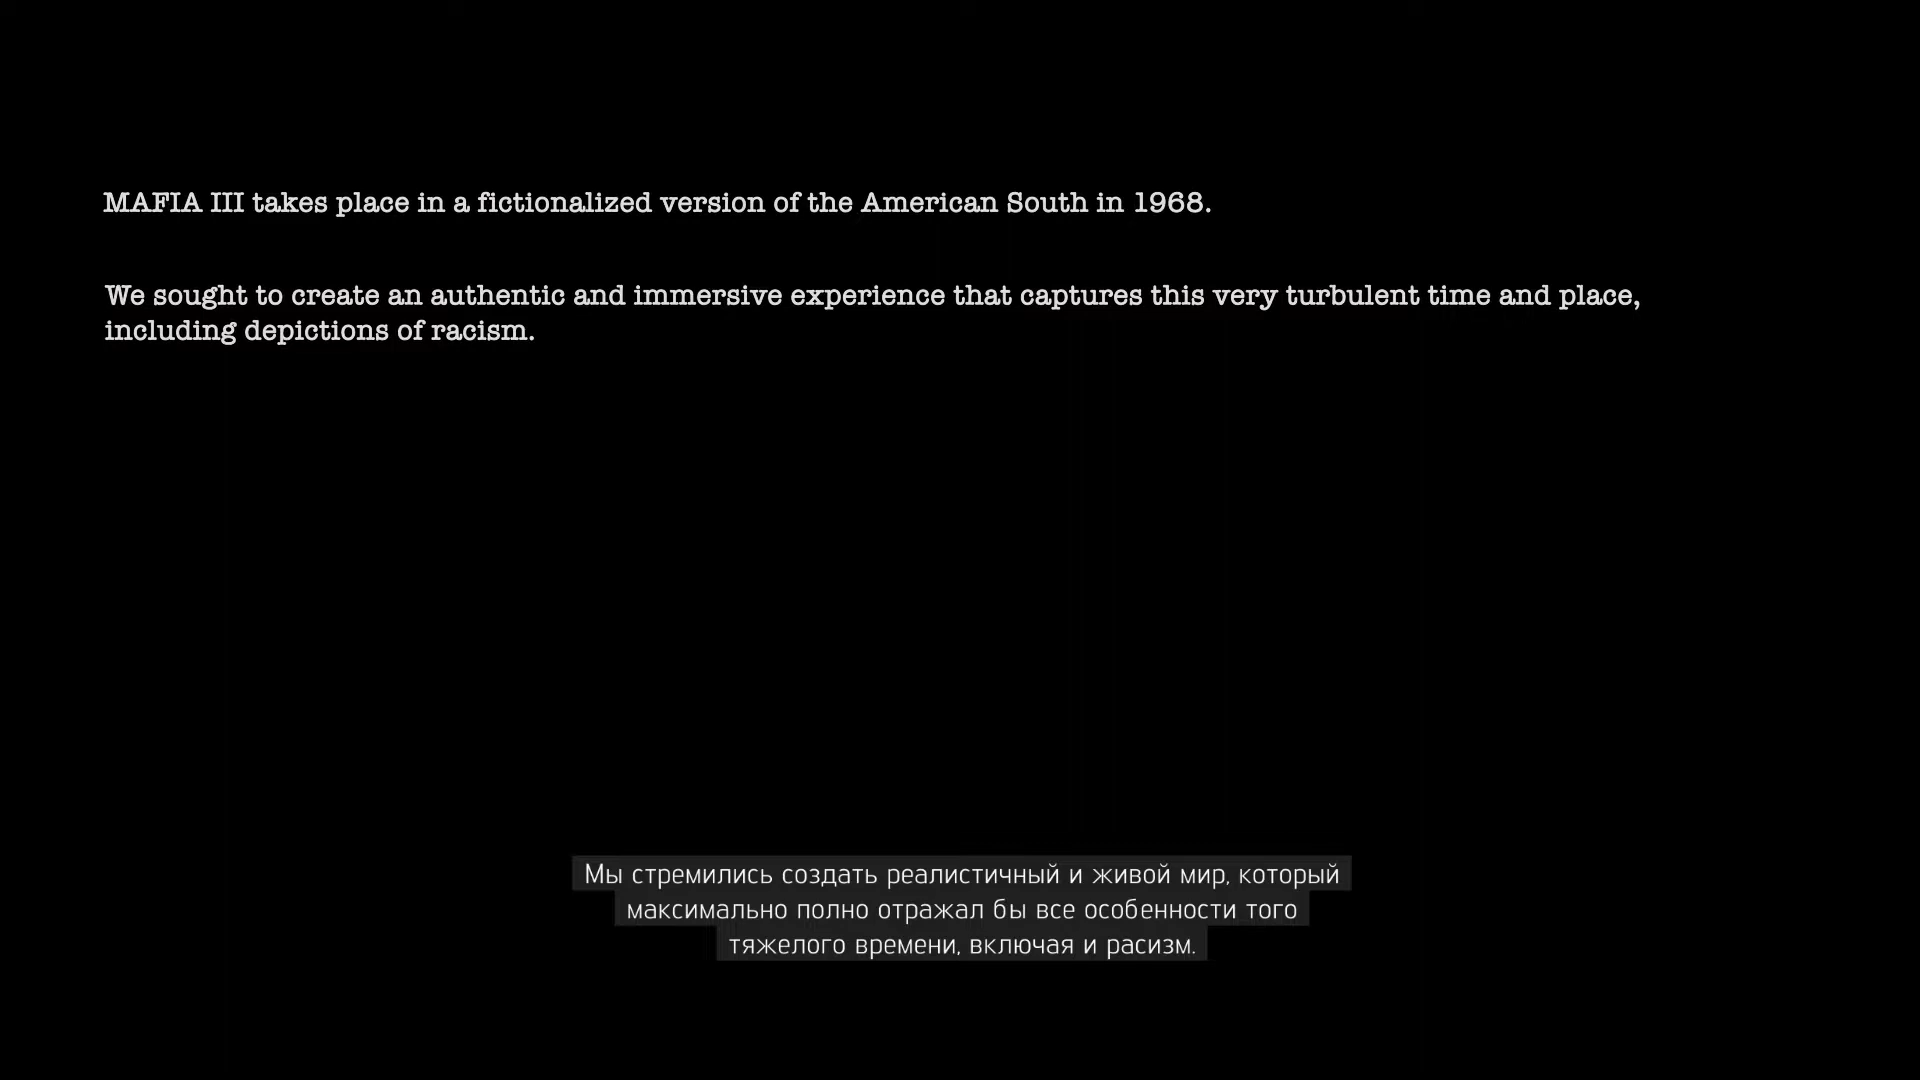 MAFIA III takes place in a fictionalized version of the American South in 1968.
We sought to create an authentic and immersive experience that captures this very turbulent time and place,
including depictions of racism.
Мы стремились создать реалистичный и живой мир, который
максимально полно отражал бы все особенности того
тяжелого времени, включая и расизм.